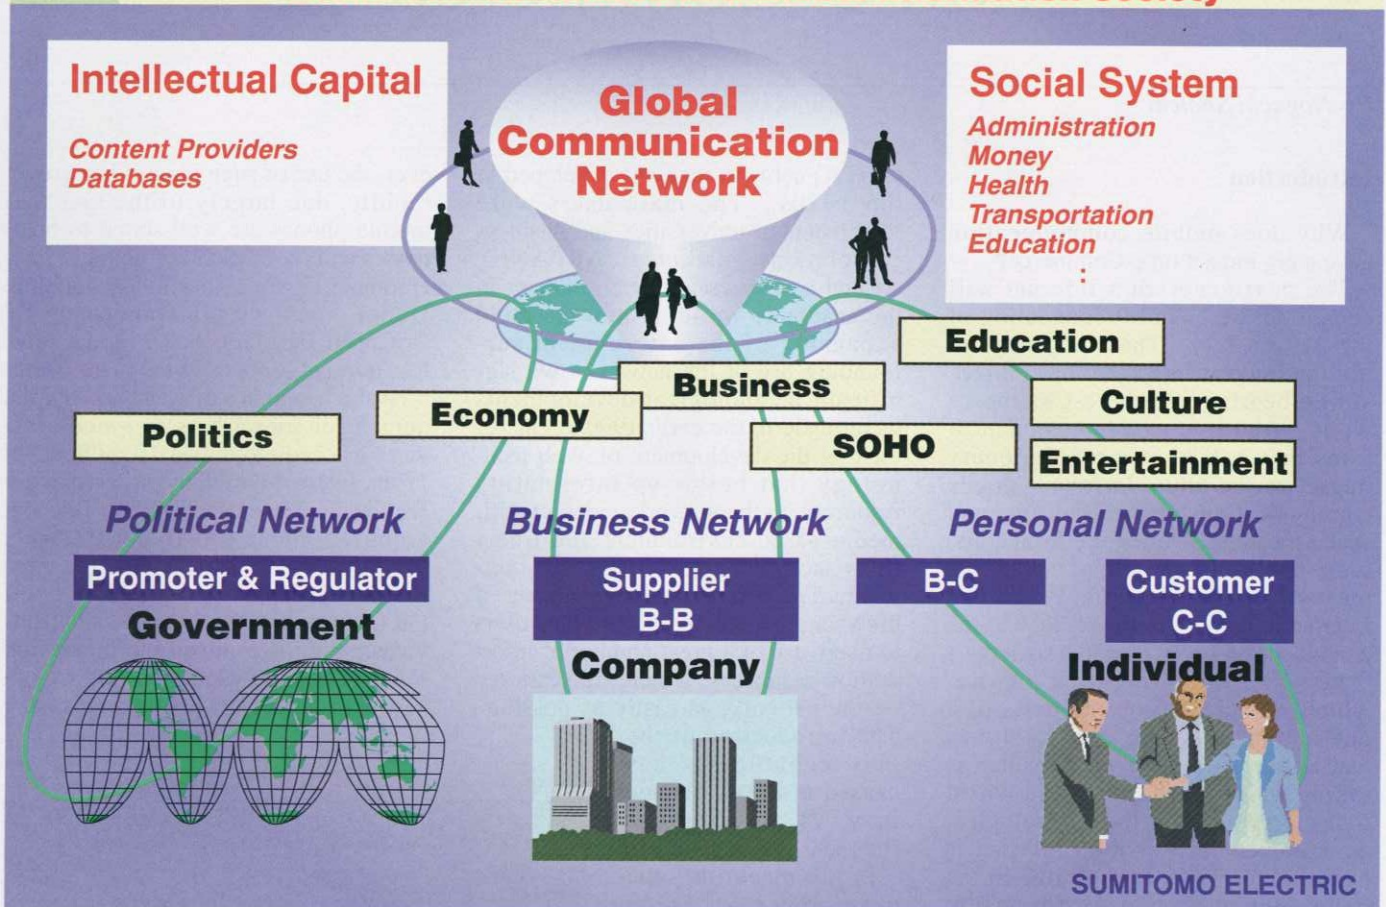 Society
Intellectual Capital
Content Providers
Databases
Global
Communication
Network
Social System
Administration
Money
Health
Transportation
Education
:
Education
Business
Culture
Economy
Politics
SOHO
Entertainment
Political Network
Business Network
Personal Network
Promoter & Regulator
Supplier
B-B
B-C
Customer
C-C
Government
Company
Individual
SUMITOMO ELECTRIC